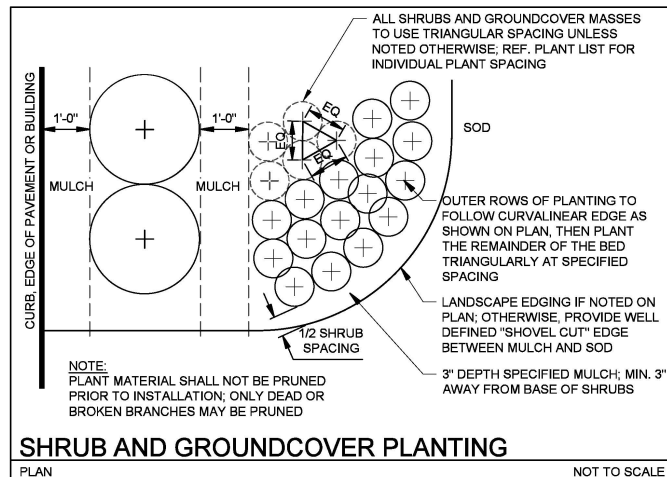 ALL SHRUBS AND GROUNDCOVER MASSES
TO USE TRIANGULAR SPACING UNLESS
NOTED OTHERWISE; REF. PLANT LIST FOR
INDIVIDUAL PLANT SPACING
CURB, EDGE OF PAVEMENT OR BUILDING
1'-0"
MULCH
1'-0"
MULCH
EQ
EQ
EQ
SOD
OUTER ROWS OF PLANTING TO
FOLLOW CURVALINEAR EDGE AS
SHOWN ON PLAN, THEN PLANT
THE REMAINDER OF THE BED
TRIANGULARLY AT SPECIFIED
SPACING
LANDSCAPE EDGING IF NOTED ON
PLAN; OTHERWISE, PROVIDE WELL
DEFINED "SHOVEL CUT" EDGE
BETWEEN MULCH AND SOD
1/2 SHRUB
SPACING
3" DEPTH SPECIFIED MULCH; MIN. 3"
AWAY FROM BASE OF SHRUBS
NOTE:
PLANT MATERIAL SHALL NOT BE PRUNED
PRIOR TO INSTALLATION; ONLY DEAD OR
BROKEN BRANCHES MAY BE PRUNED
SHRUB AND GROUNDCOVER PLANTING
PLAN
NOT TO SCALE